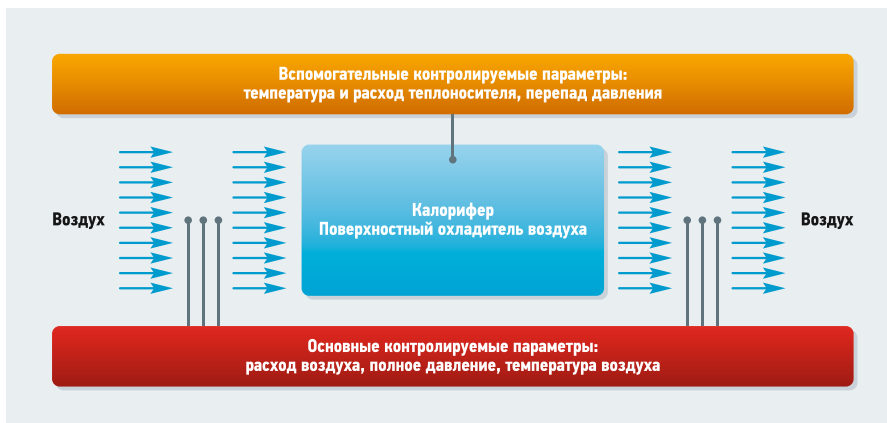 Вспомогательные контролируемые параметры:
температура и расход теплоносителя, перепад давления
Воздух
Калорифер
Поверхностный охладитель воздуха
Воздух
Основные контролируемые параметры:
расход воздуха, полное давление, температура воздуха